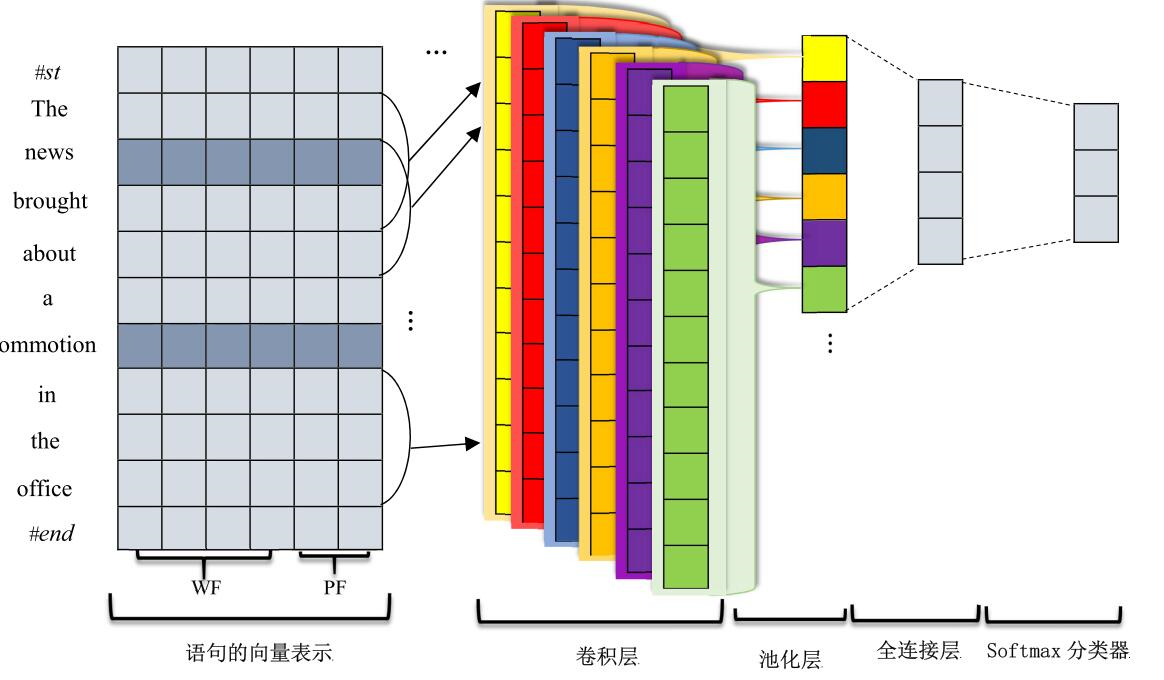 #st
The
news
brought
about
a
ommotion
in
the
office
#end
...
...
...
WF
PF
语句的向量表示
卷积层
池化层
全连接层
Softmax 分类器